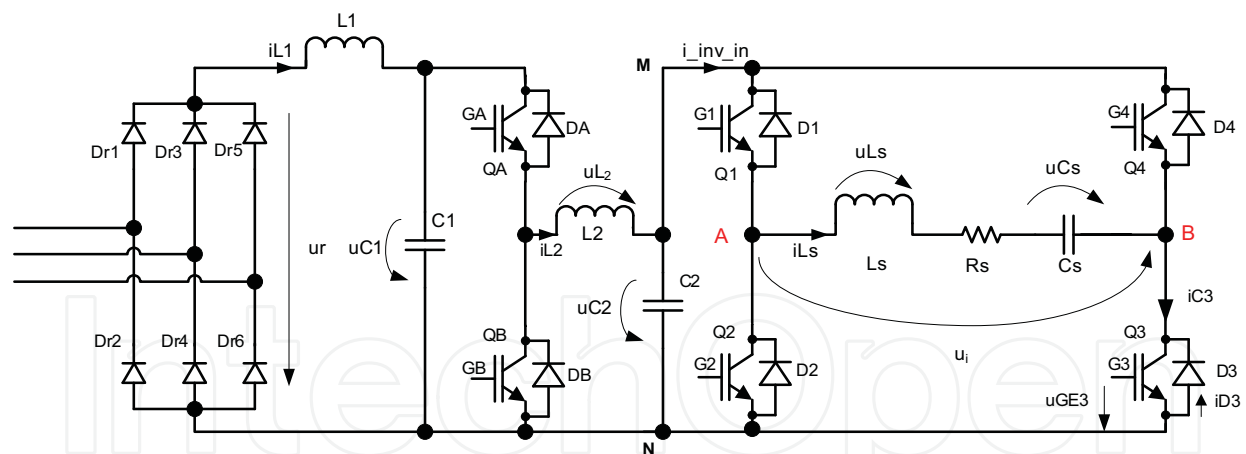 L1
iL1
M
i_inv_in
GA
DA
G1
D1
G4
D4
Dr1
Dr3
Dr5
QA
Q1
Q4
uLs
uCs
uL2
C1
A
B
ur
uC1
iL2
L2
iLs
Ls
Rs
Cs
C2
uC2
iC3
Dr2
Dr4
Dr6
QB
Q2
Q3
ui
GB
DB
G2
D2
G3
D3
uGE3
iD3
N
IntechOpen